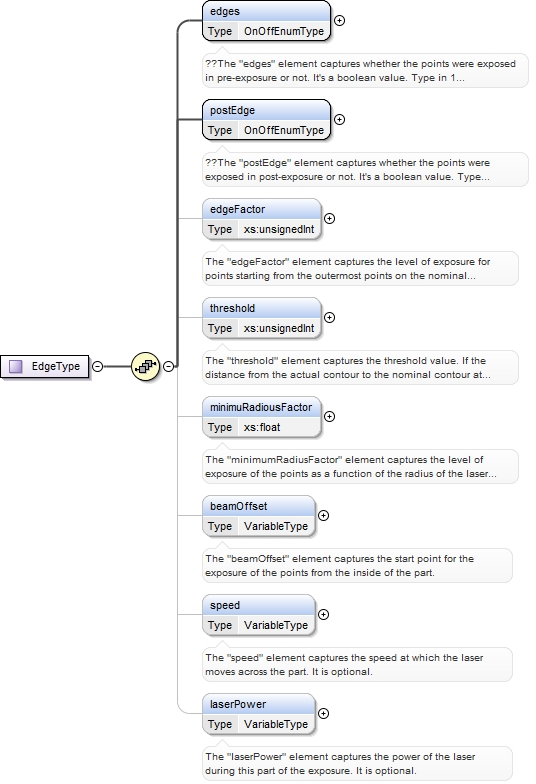 edges
Type OnOffEnumType
??The "edges" element captures whether the points were exposed
in pre-exposure or not. It's a boolean value. Type in 1...
postEdge
Type OnOffEnumType
??The "postEdge" element captures whether the points were
exposed in post-exposure or not. It's a boolean value. Type...
edgeFactor
Type xs:unsignedInt
The "edgeFactor" element captures the level of exposure for
points starting from the outermost points on the nominal...
threshold
Type xs:unsignedInt
The "threshold" element captures the threshold value. If the
distance from the actual contour to the nominal contour at...
EdgeType
minimuRadiousFactor
Type xs:float
The "minimumRadiusFactor" element captures the level of
exposure of the points as a function of the radius of the laser...
beamOffset
Type VariableType
The "beamOffset" element captures the start point for the
exposure of the points from the inside of the part.
speed
Type VariableType
The "speed" element captures the speed at which the laser
moves across the part. It is optional.
laserPower
Type VariableType
The "laserPower" element captures the power of the laser
during this part of the exposure. It is optional.